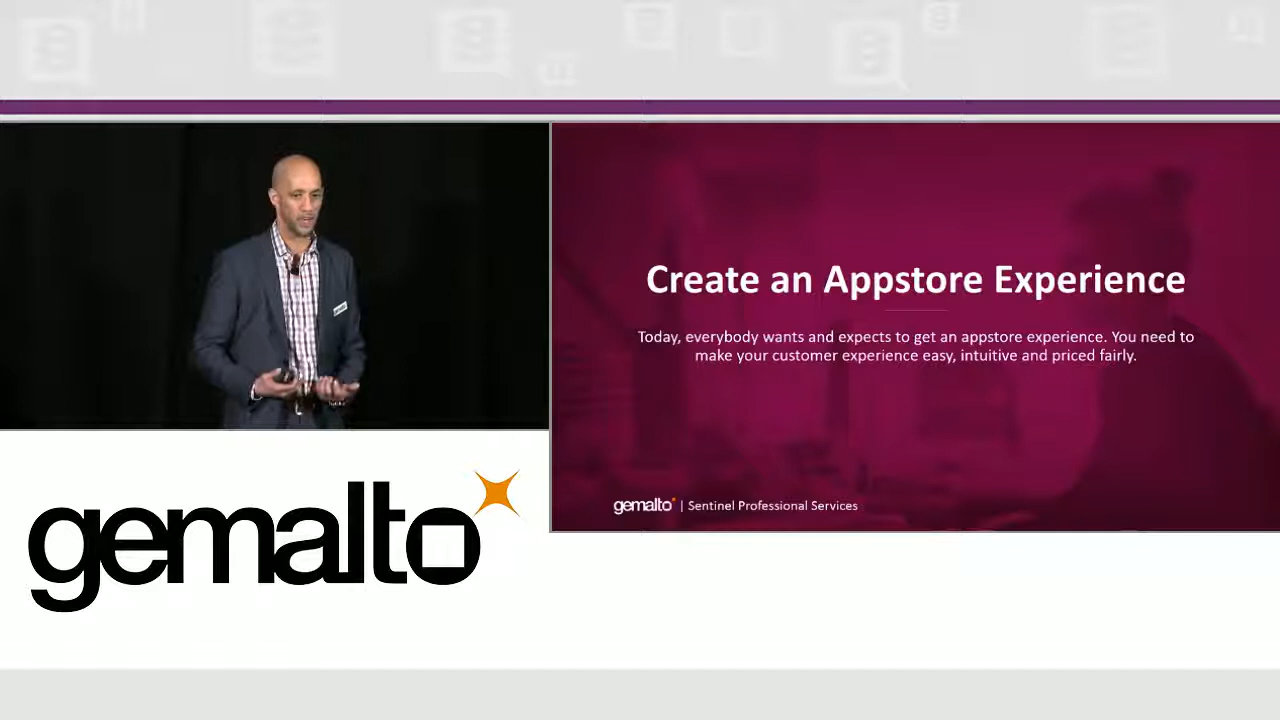 Create an Appstore Experience
Today, everybody wants and expects to get an appstore experience. You need to
make your customer experience easy, intuitive and priced fairly.
gemalto | Sentinel Professional Services
gemalto